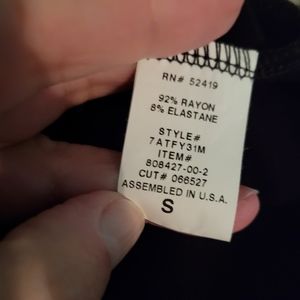 RN# 52419
92% RAYON
8% ELASTANE
STYLE#
7ATFY31M
ITEM#
808427-00-2
CUT# 066527
ASSEMBLED IN U.S.A.
S